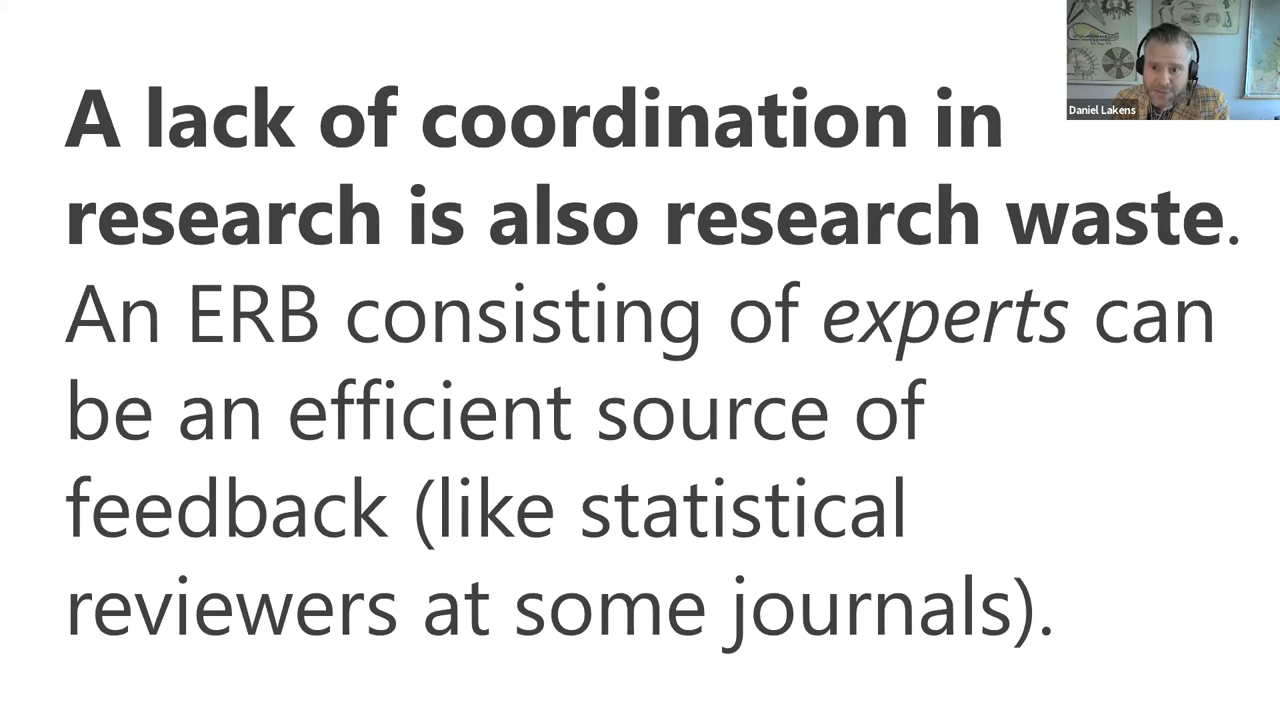 A lack of coordination in
research is also research waste.
An ERB consisting of experts can
be an efficient source of
feedback (like statistical
reviewers at some journals).
Daniel Lakens